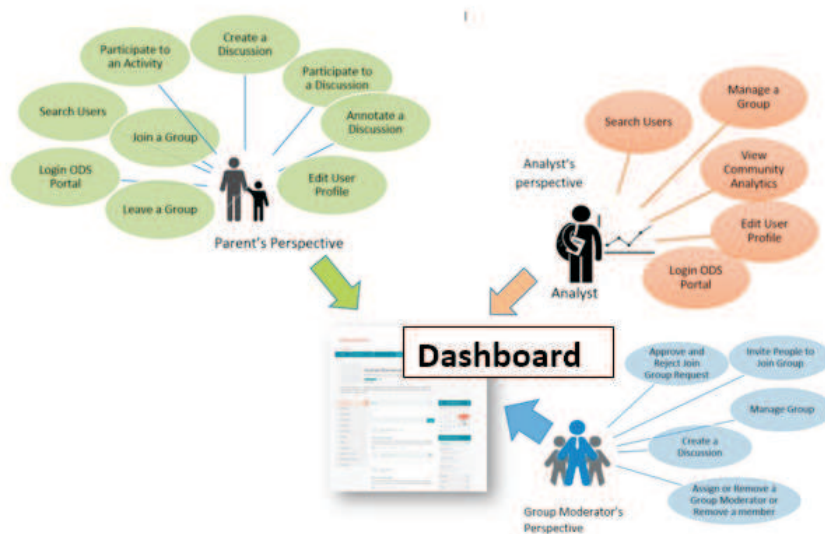 Create a
Discussion
Participate to
an Activity
Participate to
a Discussion
Search Users
Join a Group
Annotate a
Discussion
Login ODS
Portal
Edit User
Profile
Leave a Group
Parent's Perspective
Manage a
Group
Search Users
Analyst's
perspective
View
Community
Analytics
Edit User
Profile
Login ODS
Portal
Analyst
Dashboard
Approve and
Reject Join
Group Request
Invite People to
Join Group
Manage Group
Create a
Discussion
Assign or Remove a
Group Moderator or
Remove a member
Group Moderator's
Perspective